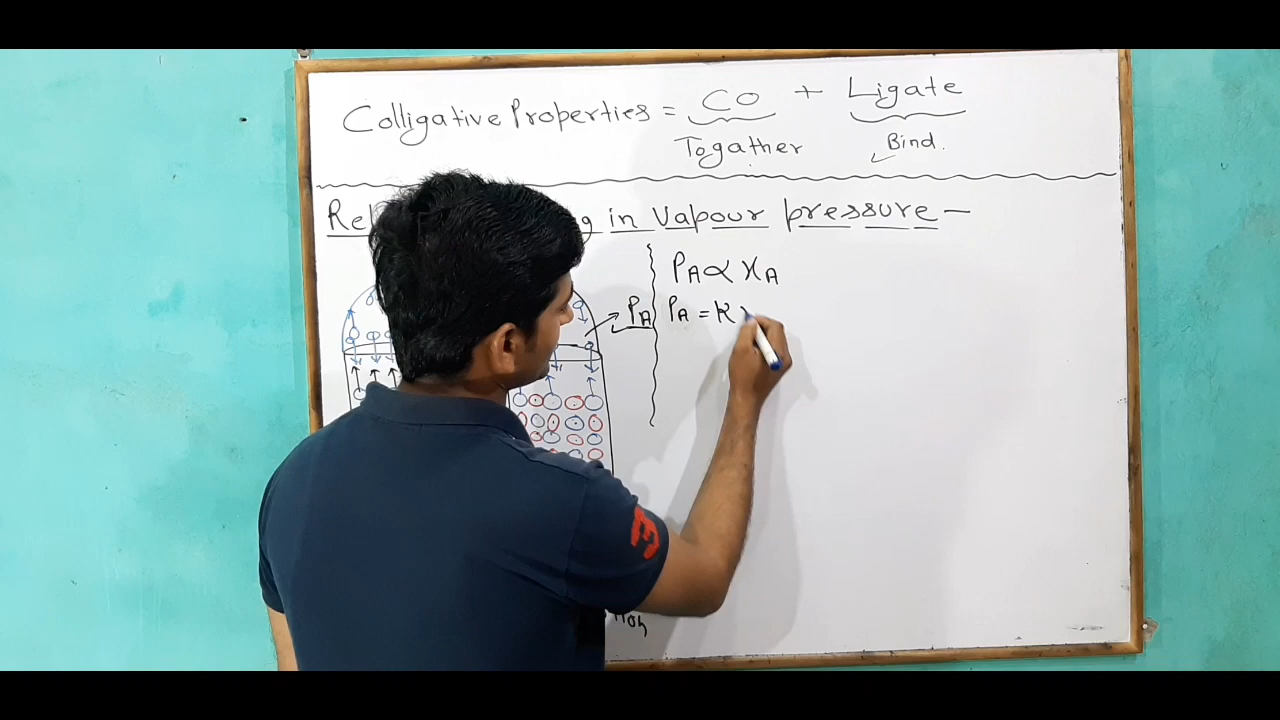 Colligative Properties = CO + Ligate
Togather Bind.
in Vapour pressure —
PA ∝ xA
PA
PA = K